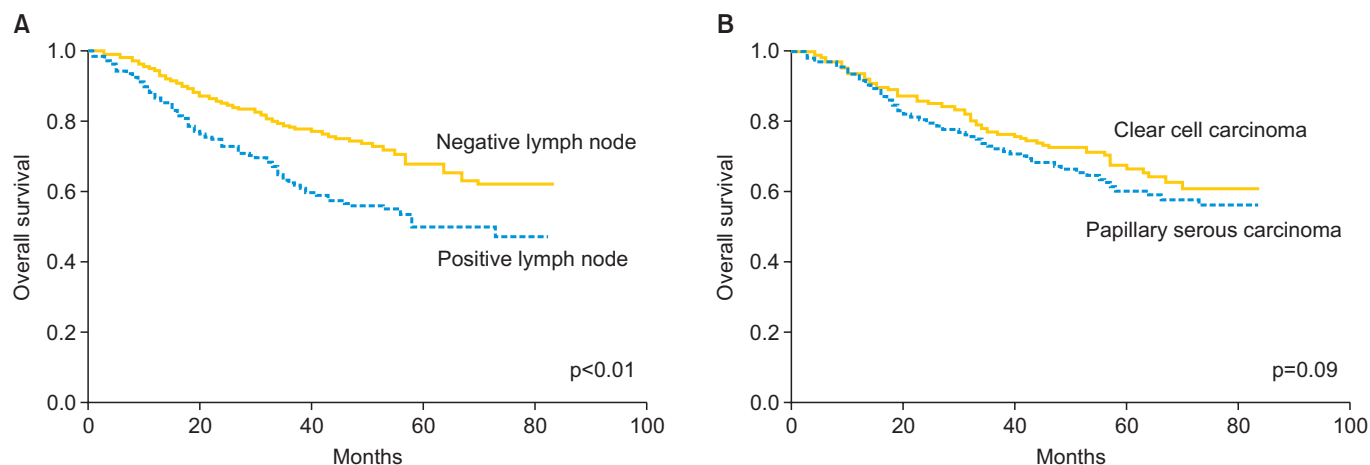 A
1.0
0.8
0.6
0.4
0.2
0.0
Overall survival
Negative lymph node
Positive lymph node
p<0.01
0 20 40 60 80 100
Months
B
1.0
0.8
0.6
0.4
0.2
0.0
Overall survival
Clear cell carcinoma
Papillary serous carcinoma
p=0.09
0 20 40 60 80 100
Months